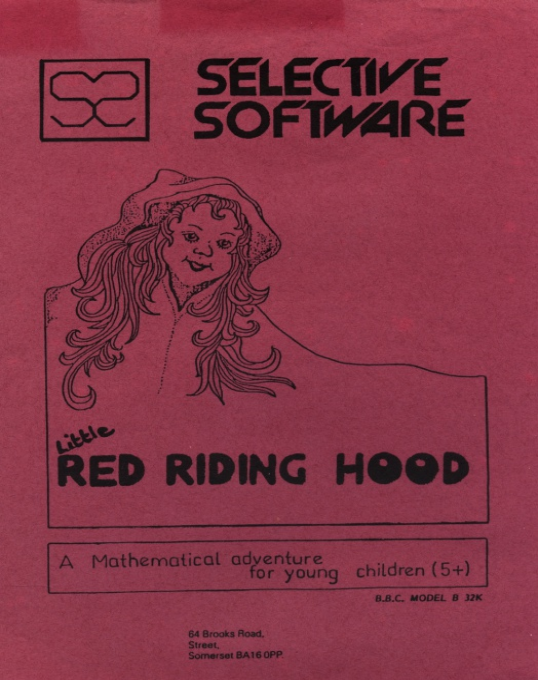 SELECTIVE
SOFTWARE
Little
RED RIDING HOOD
A Mathematical adventure
for young children (5+)
B.B.C. MODEL B 32K
64 Brooks Road,
Street,
Somerset BA16 0PP.